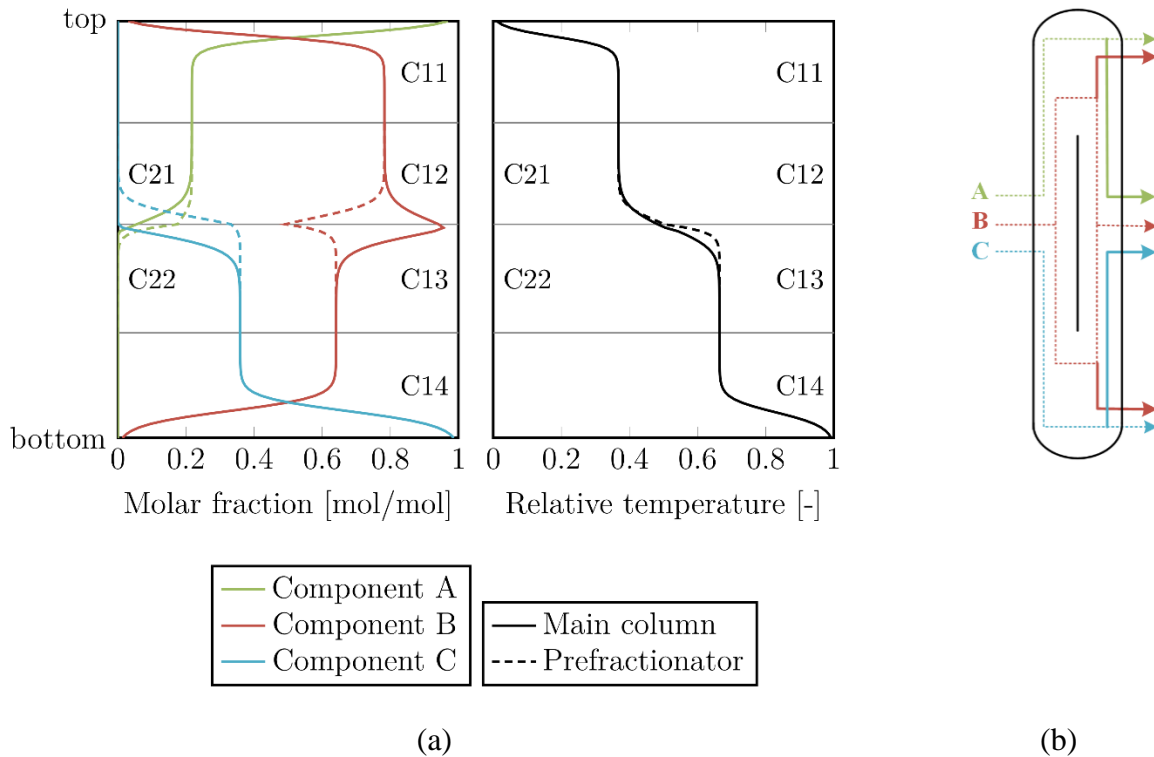 top
C11
C21
C12
C22
C13
C14
bottom
0
0.2
0.4
0.6
0.8
1
Molar fraction [mol/mol]
C11
C21
C12
C22
C13
C14
0
0.2
0.4
0.6
0.8
1
Relative temperature [-]
Component A
Component B
Component C
Main column
Prefractionator
(a)
A
B
C
(b)